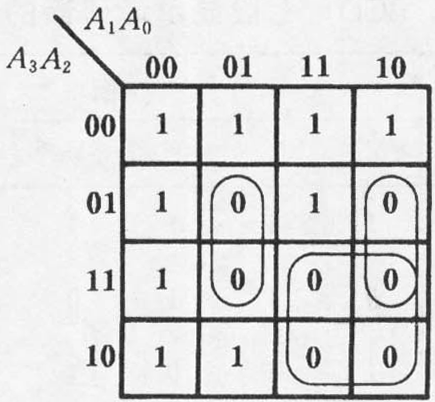 A₁A₀
A₃A₂
00 01 11 10
00 1 1 1 1
01 1 0 1 0
11 1 0 0 0
10 1 1 0 0